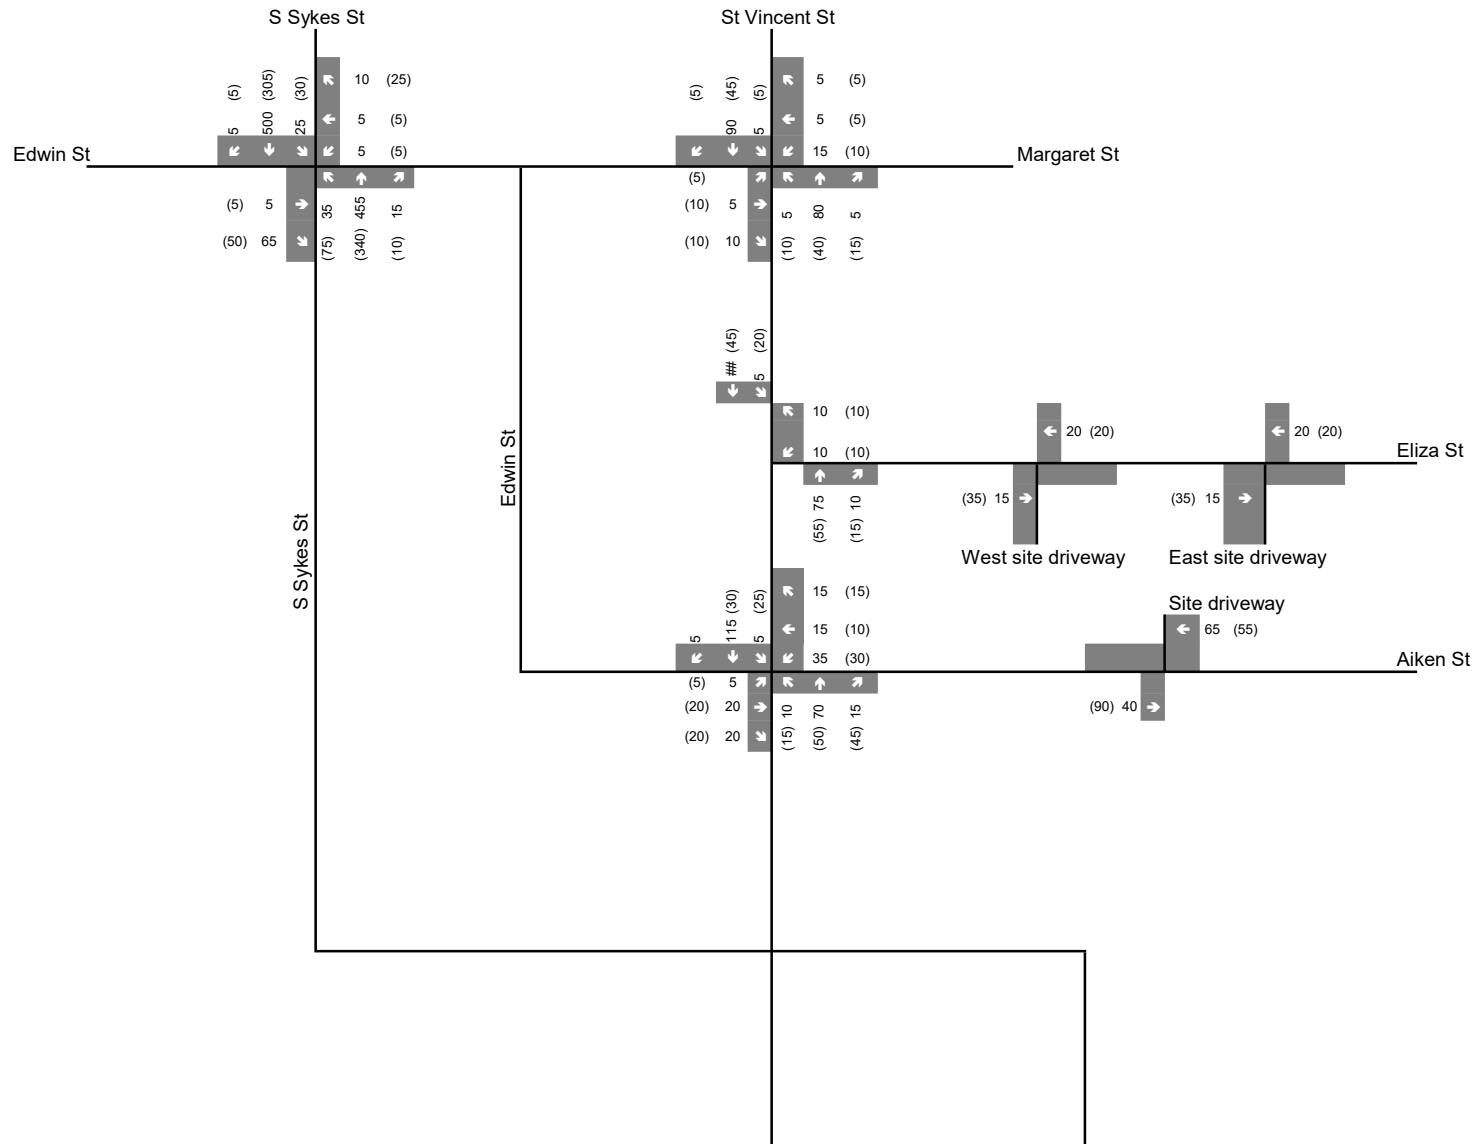 S Sykes St
St Vincent St
(5) (305) (30)
5 500 25
10 (25)
5 (5)
5 (5)
(5) (45) (5)
90 5
5 (5)
5 (5)
15 (10)
Edwin St
Margaret St
(5) 5
(50) 65
35 455 15
(75) (340) (10)
(5)
(10) 5
(10) 10
5 80 5
(10) (40) (15)
## (45)
5 (20)
10 (10)
10 (10)
20 (20)
20 (20)
Eliza St
Edwin St
(55) 75
(15) 10
(35) 15
(35) 15
West site driveway
East site driveway
S Sykes St
5
115 (30)
5 (25)
15 (15)
15 (10)
35 (30)
Site driveway
65 (55)
Aiken St
(5) 5
(20) 20
(20) 20
(15) 10
(50) 70
(45) 15
(90) 40